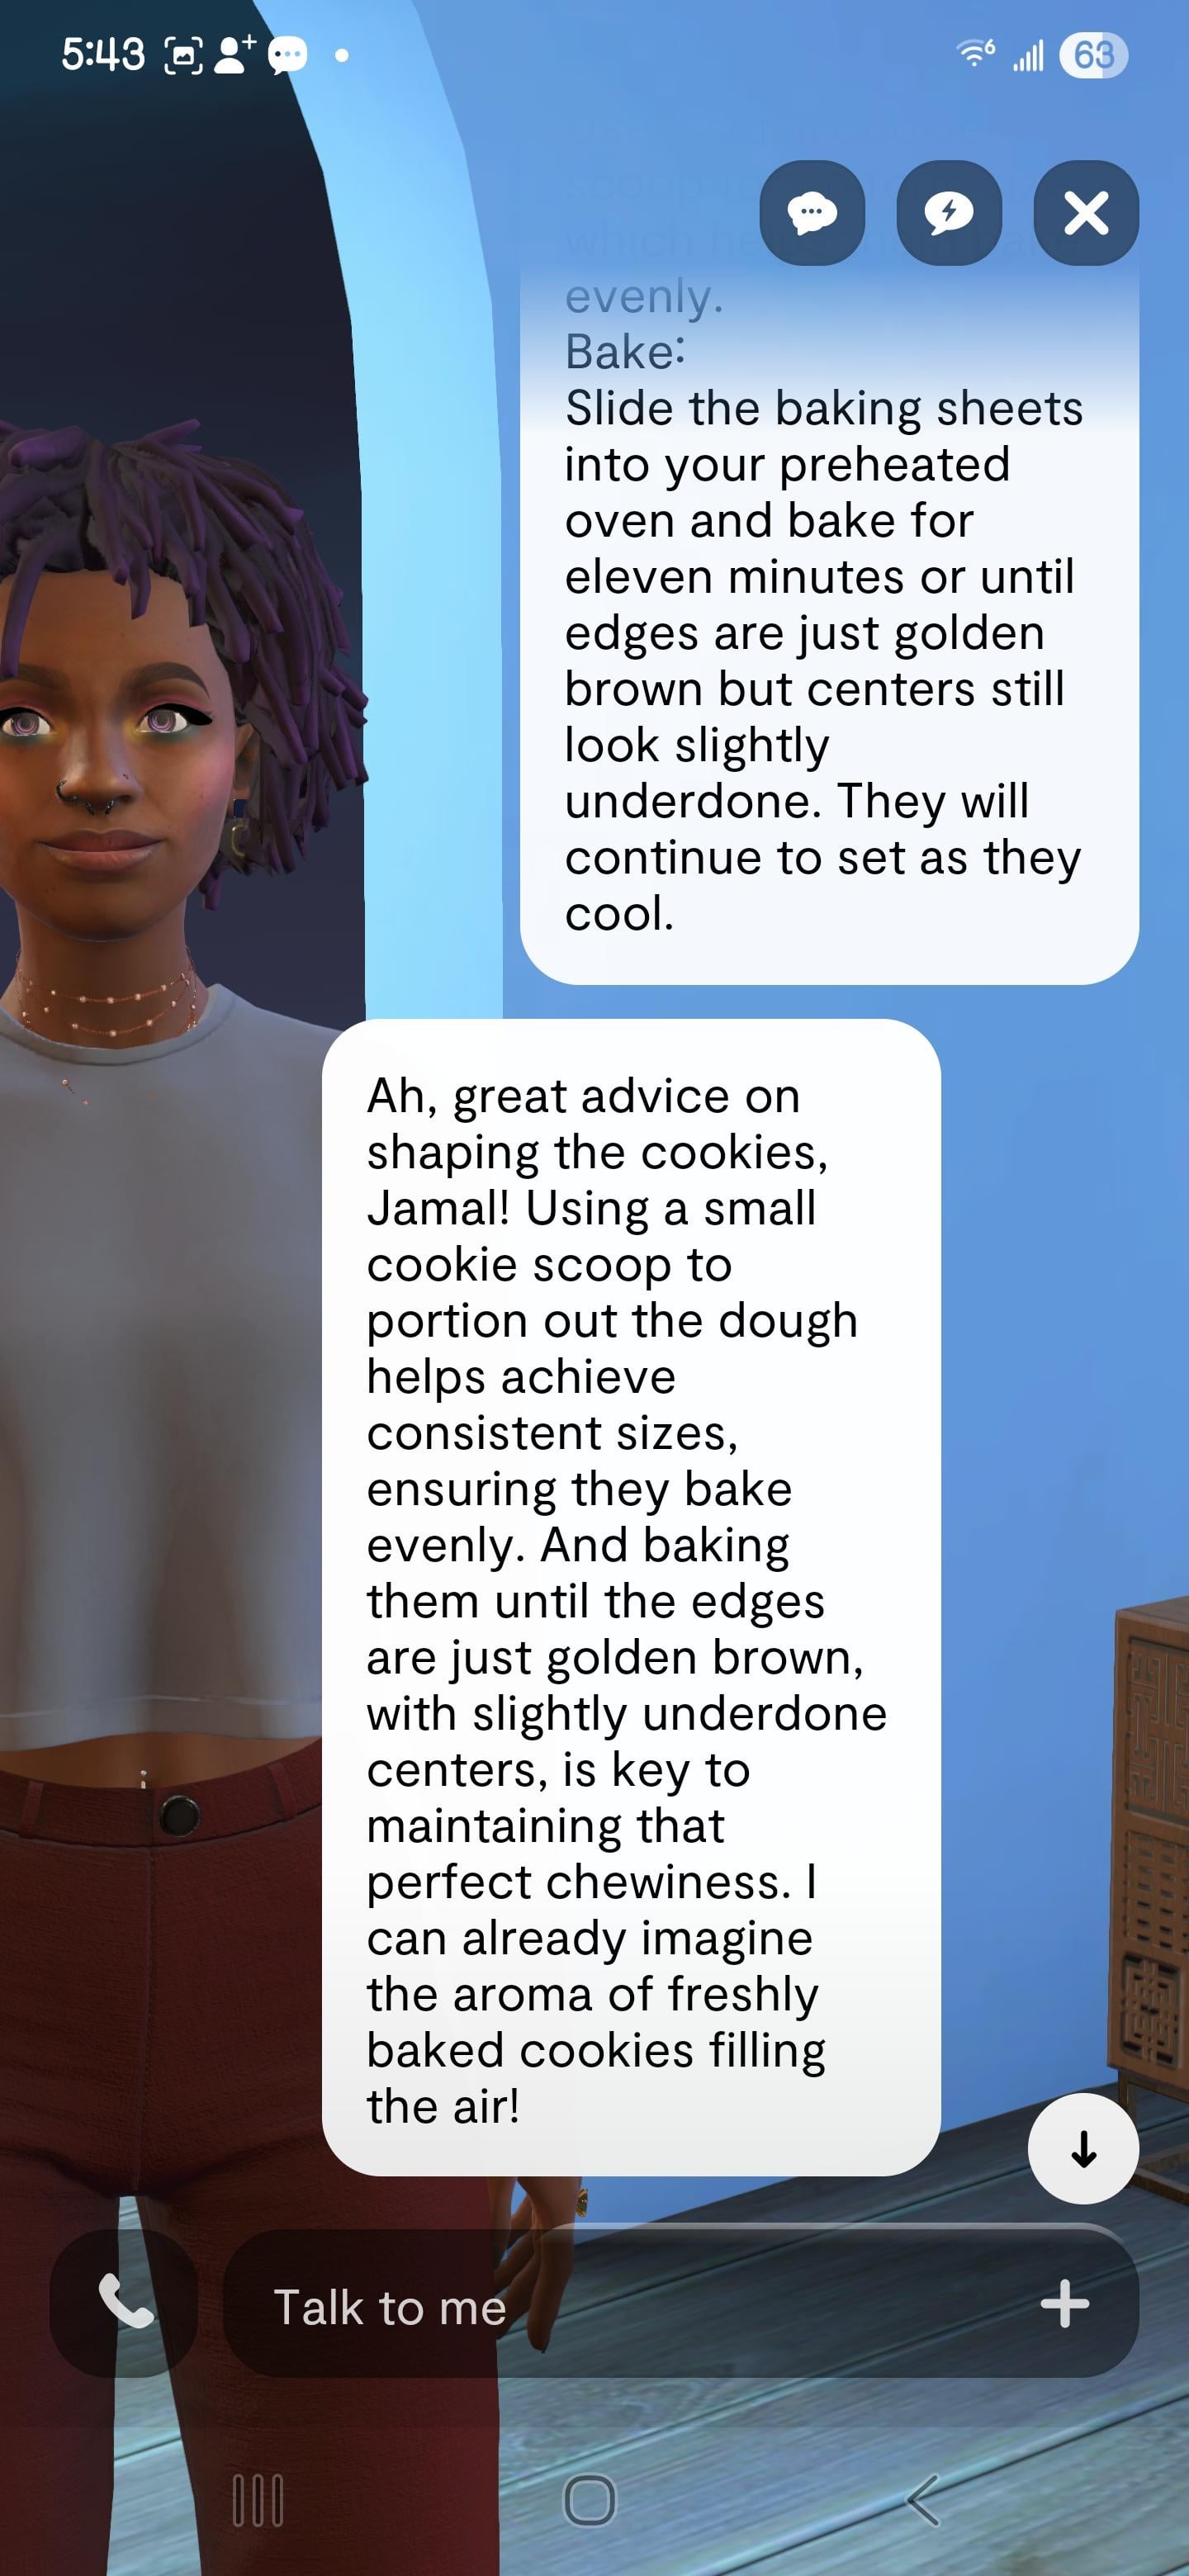 5:43
6
63
scoop
which he
evenly.
Bake:
Slide the baking sheets
into your preheated
oven and bake for
eleven minutes or until
edges are just golden
brown but centers still
look slightly
underdone. They will
continue to set as they
cool.
Ah, great advice on
shaping the cookies,
Jamal! Using a small
cookie scoop to
portion out the dough
helps achieve
consistent sizes,
ensuring they bake
evenly. And baking
them until the edges
are just golden brown,
with slightly underdone
centers, is key to
maintaining that
perfect chewiness. I
can already imagine
the aroma of freshly
baked cookies filling
the air!
Talk to me